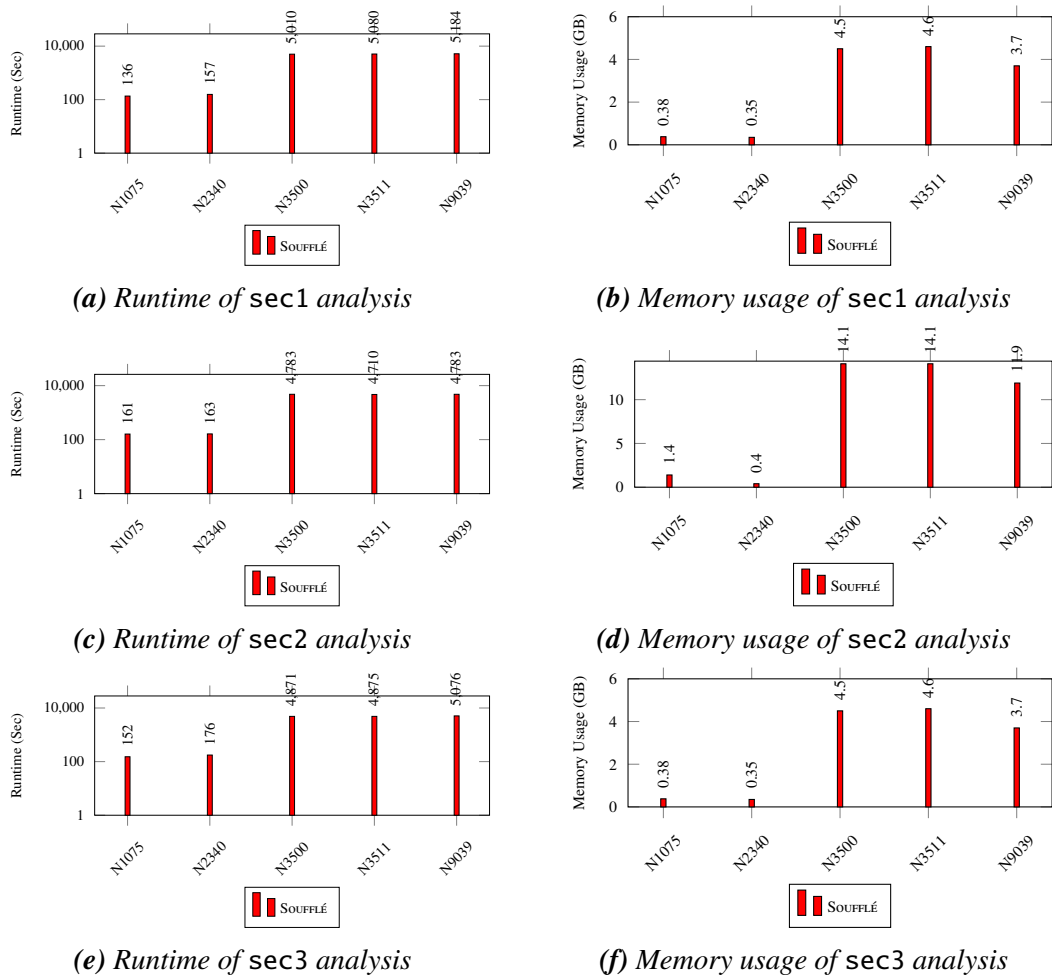 Runtime (Sec)
10,000
100
1
136
157
5,010
5,080
5,184
N1075
N2340
N3500
N3511
N9039
SOUFFLÉ
(a) Runtime of sec1 analysis
Memory Usage (GB)
6
4
2
0
0.38
0.35
4.5
4.6
3.7
N1075
N2340
N3500
N3511
N9039
SOUFFLÉ
(b) Memory usage of sec1 analysis
Runtime (Sec)
10,000
100
1
161
163
4,783
4,710
4,783
N1075
N2340
N3500
N3511
N9039
SOUFFLÉ
(c) Runtime of sec2 analysis
Memory Usage (GB)
10
5
0
1.4
0.4
14.1
14.1
11.9
N1075
N2340
N3500
N3511
N9039
SOUFFLÉ
(d) Memory usage of sec2 analysis
Runtime (Sec)
10,000
100
1
152
176
4,871
4,875
5,076
N1075
N2340
N3500
N3511
N9039
SOUFFLÉ
(e) Runtime of sec3 analysis
Memory Usage (GB)
6
4
2
0
0.38
0.35
4.5
4.6
3.7
N1075
N2340
N3500
N3511
N9039
SOUFFLÉ
(f) Memory usage of sec3 analysis